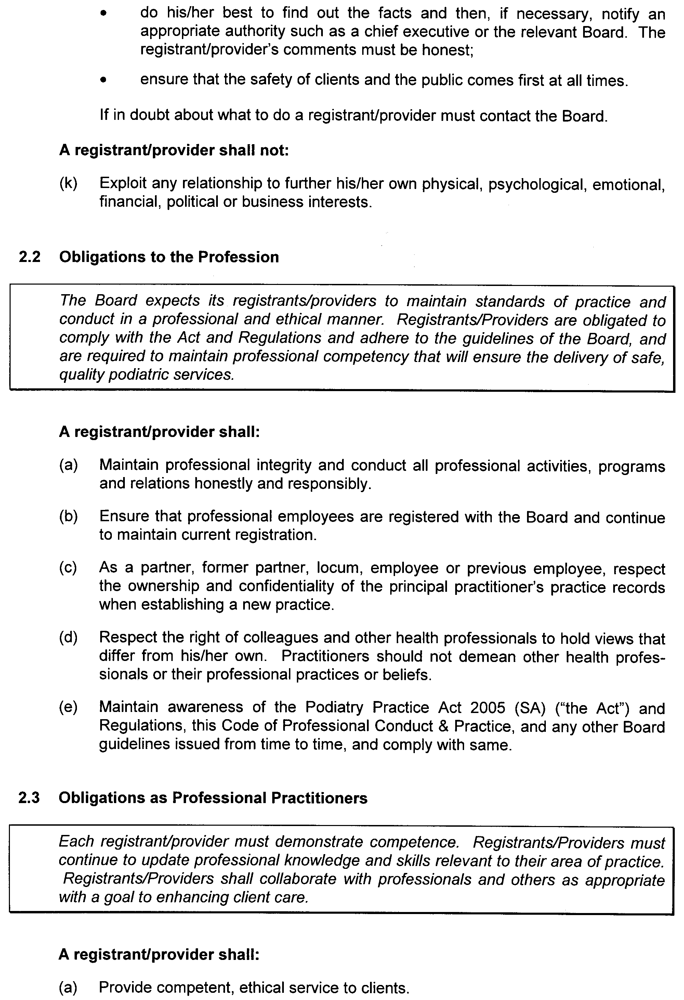 • do his/her best to find out the facts and then, if necessary, notify an
appropriate authority such as a chief executive or the relevant Board. The
registrant/provider's comments must be honest;
• ensure that the safety of clients and the public comes first at all times.
If in doubt about what to do a registrant/provider must contact the Board.
A registrant/provider shall not:
(k) Exploit any relationship to further his/her own physical, psychological, emotional,
financial, political or business interests.
2.2 Obligations to the Profession
The Board expects its registrants/providers to maintain standards of practice and
conduct in a professional and ethical manner. Registrants/Providers are obligated to
comply with the Act and Regulations and adhere to the guidelines of the Board, and
are required to maintain professional competency that will ensure the delivery of safe,
quality podiatric services.
A registrant/provider shall:
(a) Maintain professional integrity and conduct all professional activities, programs
and relations honestly and responsibly.
(b) Ensure that professional employees are registered with the Board and continue
to maintain current registration.
(c) As a partner, former partner, locum, employee or previous employee, respect
the ownership and confidentiality of the principal practitioner's practice records
when establishing a new practice.
(d) Respect the right of colleagues and other health professionals to hold views that
differ from his/her own. Practitioners should not demean other health profes-
sionals or their professional practices or beliefs.
(e) Maintain awareness of the Podiatry Practice Act 2005 (SA) (“the Act”) and
Regulations, this Code of Professional Conduct & Practice, and any other Board
guidelines issued from time to time, and comply with same.
2.3 Obligations as Professional Practitioners
Each registrant/provider must demonstrate competence. Registrants/Providers must
continue to update professional knowledge and skills relevant to their area of practice.
Registrants/Providers shall collaborate with professionals and others as appropriate
with a goal to enhancing client care.
A registrant/provider shall:
(a) Provide competent, ethical service to clients.